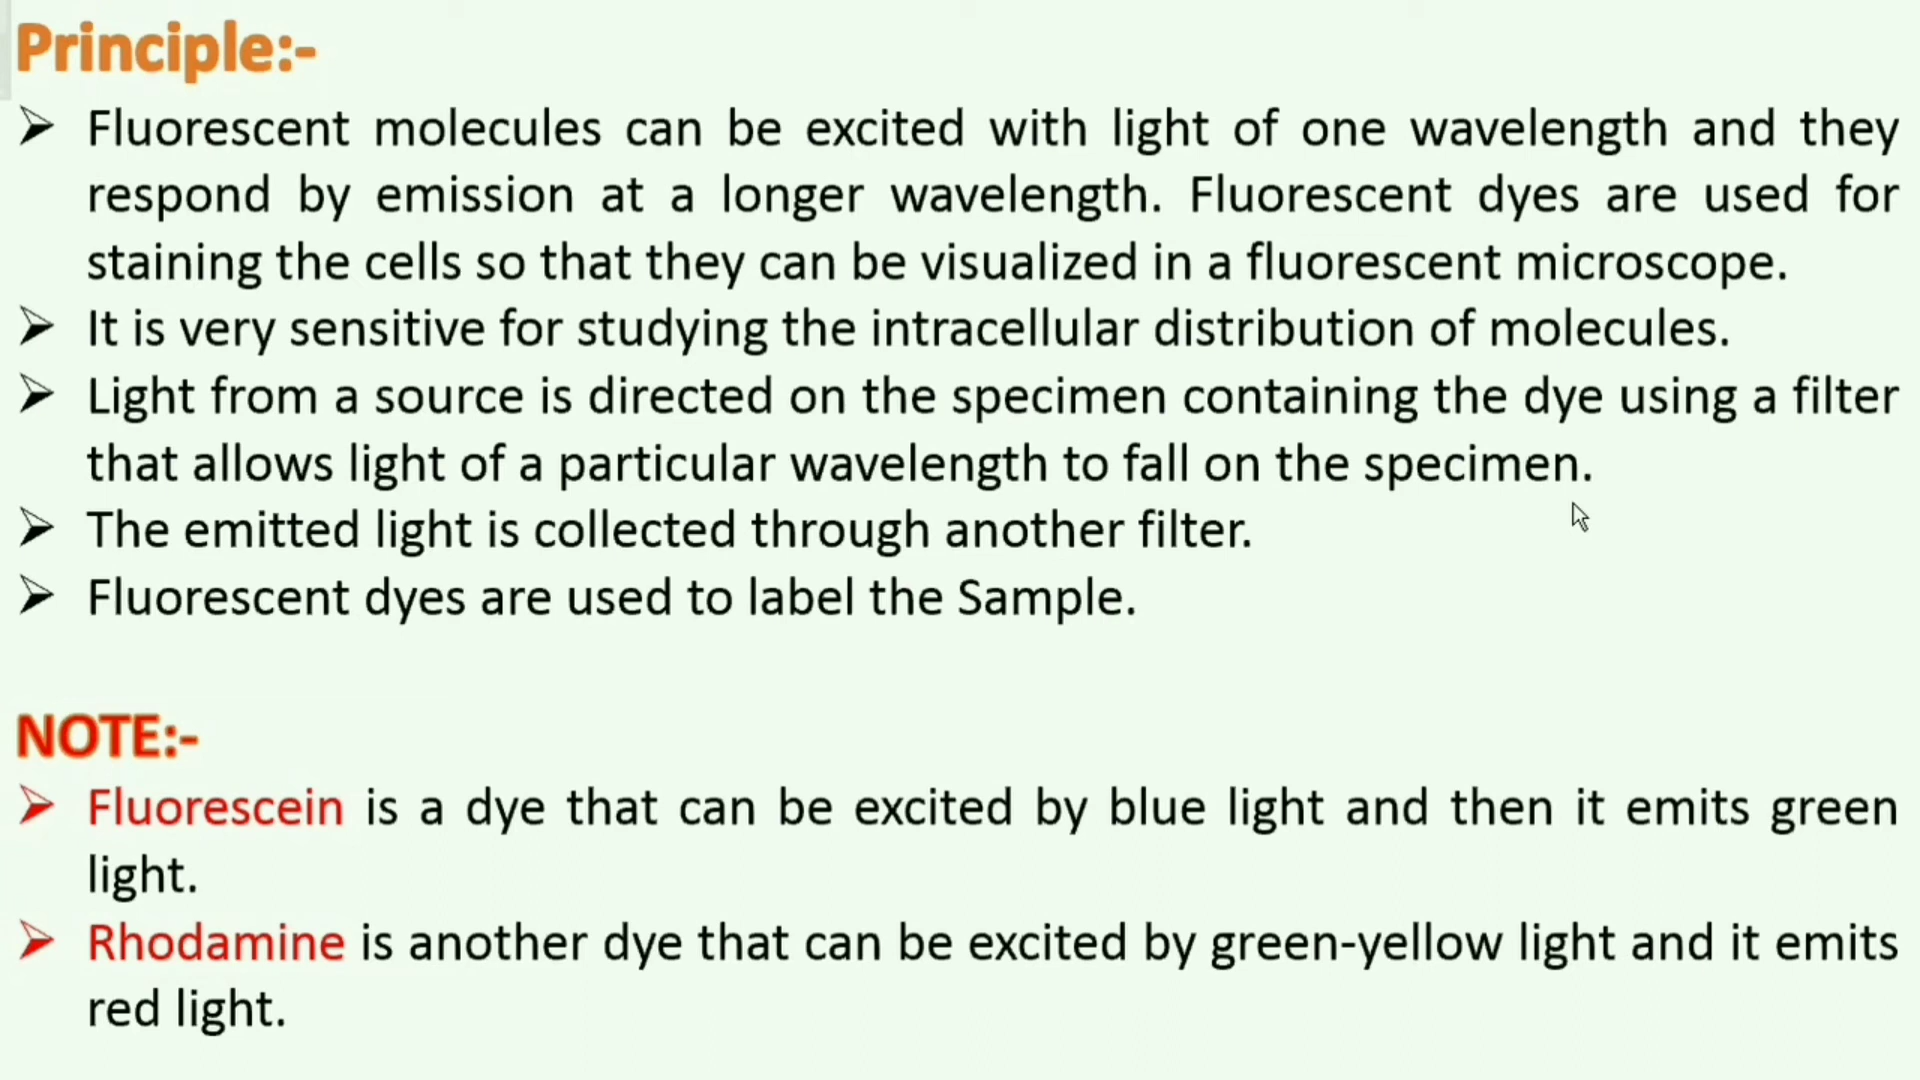 Principle:-
➢ Fluorescent molecules can be excited with light of one wavelength and they
respond by emission at a longer wavelength. Fluorescent dyes are used for
staining the cells so that they can be visualized in a fluorescent microscope.
➢ It is very sensitive for studying the intracellular distribution of molecules.
➢ Light from a source is directed on the specimen containing the dye using a filter
that allows light of a particular wavelength to fall on the specimen.
➢ The emitted light is collected through another filter.
➢ Fluorescent dyes are used to label the Sample.
NOTE:-
➢ Fluorescein is a dye that can be excited by blue light and then it emits green
light.
➢ Rhodamine is another dye that can be excited by green-yellow light and it emits
red light.